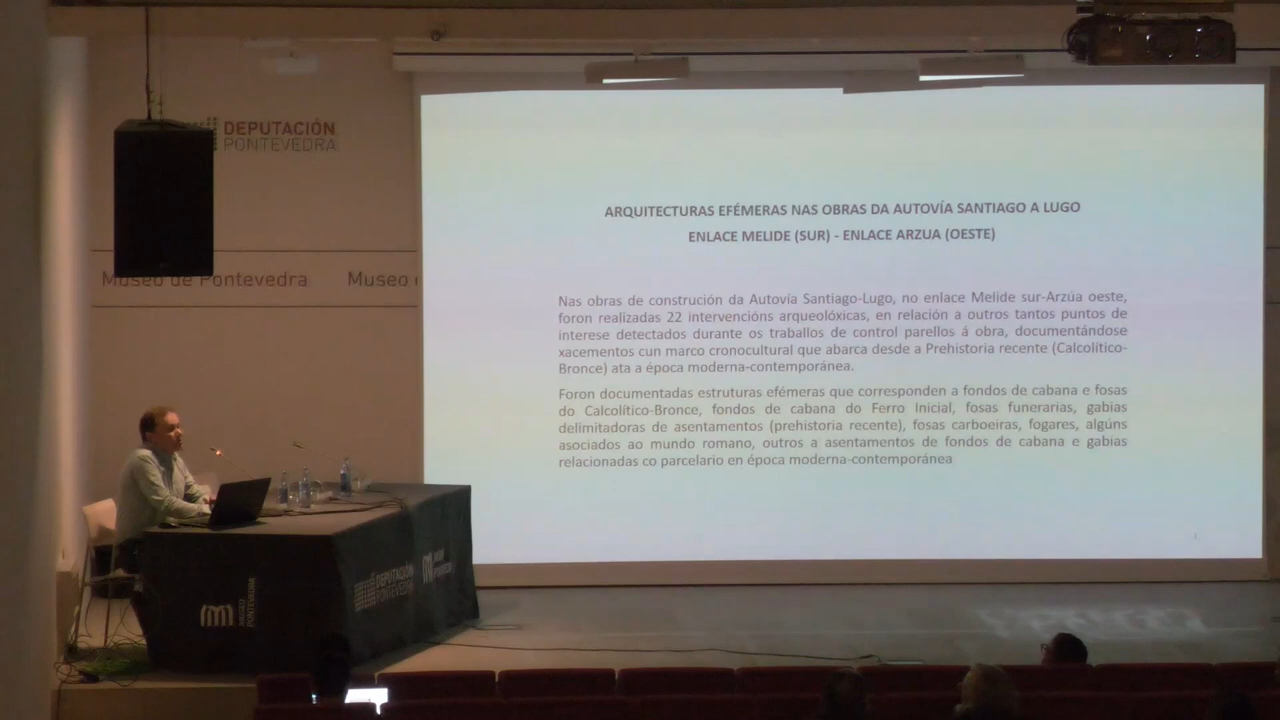 DEPUTACIÓN
PONTEVEDRA
Museo de Pontevedra
Museo
ARQUITECTURAS EFÉMERAS NAS OBRAS DA AUTOVÍA SANTIAGO A LUGO
ENLACE MELIDE (SUR) - ENLACE ARZUA (OESTE)
Nas obras de construción da Autovía Santiago-Lugo, no enlace Melide sur-Arzúa oeste,
foron realizadas 22 intervencións arqueolóxicas, en relación a outros tantos puntos de
interese detectados durante os traballos de control parellos á obra, documentándose
xacementos cun marco cronocultural que abarca desde a Prehistoria recente (Calcolítico-
Bronce) ata a época moderna-contemporánea.
Foron documentadas estruturas efémeras que corresponden a fondos de cabana e fosas
do Calcolítico-Bronce, fondos de cabana do Ferro Inicial, fosas funerarias, gabias
delimitadoras de asentamentos (prehistoria recente), fosas carboeiras, fogares, algúns
asociados ao mundo romano, outros a asentamentos de fondos de cabana e gabias
relacionadas co parcelario en época moderna-contemporánea
1
DEPUTACIÓN
PONTEVEDRA
MUSEO
PONTEVEDRA